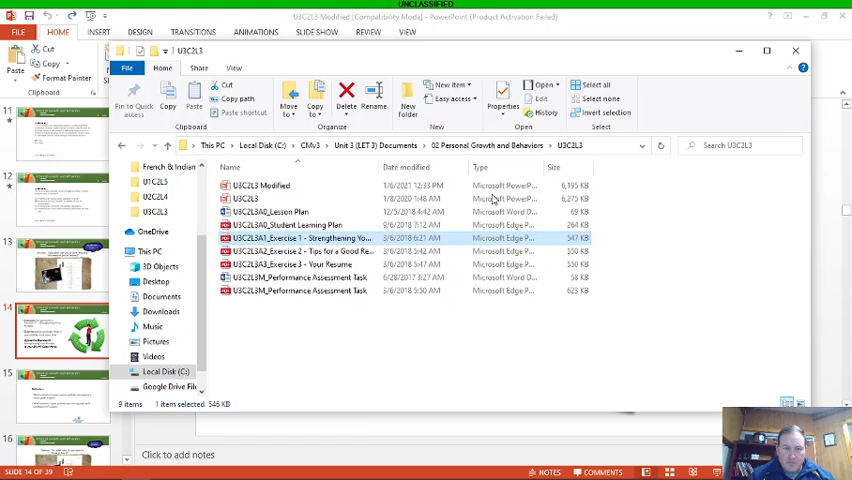 UNCLASSIFIED
U3C2L3 Modified [Compatibility Mode] - PowerPoint (Product Activation Failed)
FILE HOME INSERT DESIGN TRANSITIONS ANIMATIONS SLIDE SHOW REVIEW
Paste
Cut
Copy
Format Painter
Clipboard
U3C2L3
File Home Share View
Pin to Quick access
Copy
Paste
Cut
Copy path
Paste shortcut
Clipboard
Move to
Copy to
Delete
Rename
Organize
New folder
New item
Easy access
New
Properties
Open
Edit
History
Open
Select all
Select none
Invert selection
Select
This PC > Local Disk (C:) > CMv3 > Unit 3 (LET 3) Documents > 02 Personal Growth and Behaviors > U3C2L3
Search U3C2L3
French & Indian
U1C2L5
U2C2L4
U3C2L3
OneDrive
This PC
3D Objects
Desktop
Documents
Downloads
Music
Pictures
Videos
Local Disk (C:)
Google Drive File
Name Date modified Type Size
U3C2L3 Modified 1/6/2021 12:33 PM Microsoft PowerP... 6,195 KB
U3C2L3 1/8/2020 1:48 AM Microsoft PowerP... 6,275 KB
U3C2L3A0_Lesson Plan 12/5/2018 4:42 AM Microsoft Word D... 69 KB
U3C2L3A0_Student Learning Plan 9/6/2018 7:12 AM Microsoft Edge P... 264 KB
U3C2L3A1_Exercise 1 - Strengthening Yo... 3/6/2018 6:21 AM Microsoft Edge P... 547 KB
U3C2L3A2_Exercise 2 - Tips for a Good Re... 3/6/2018 5:42 AM Microsoft Edge P... 550 KB
U3C2L3A3_Exercise 3 - Your Resume 3/6/2018 5:47 AM Microsoft Edge P... 550 KB
U3C2L3M_Performance Assessment Task 6/28/2017 3:27 AM Microsoft Word D... 58 KB
U3C2L3M_Performance Assessment Task 3/6/2018 5:50 AM Microsoft Edge P... 623 KB
9 items 1 item selected 546 KB
11
12
13
14
15
16
Click to add notes
SLIDE 14 OF 39
NOTES COMMENTS